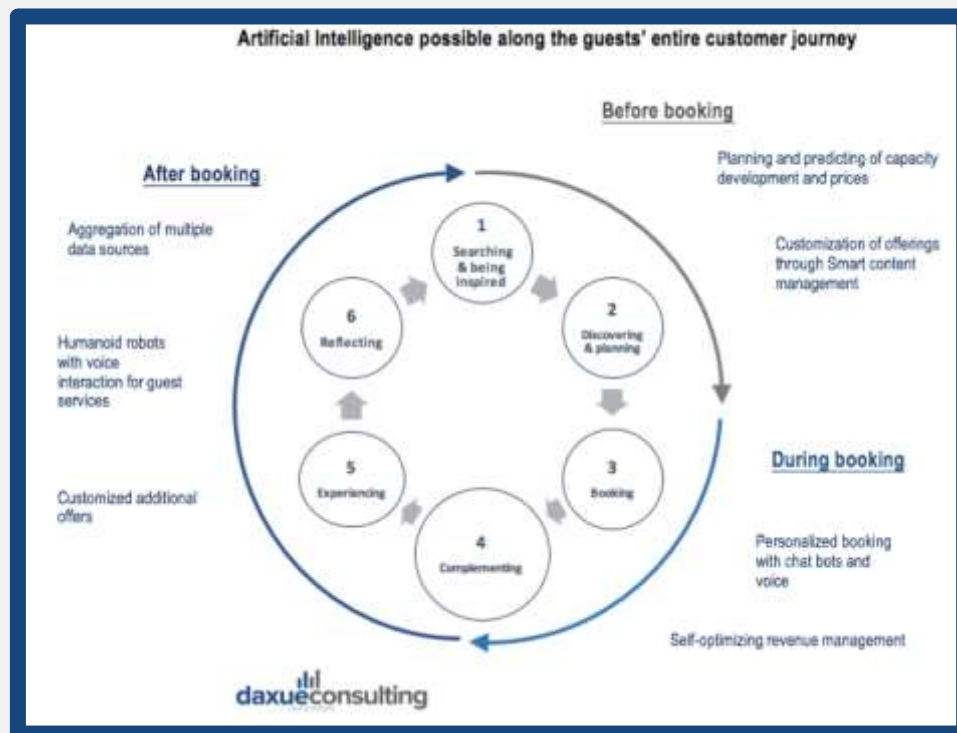 Artificial Intelligence possible along the guests' entire customer journey
Before booking
Planning and predicting of capacity
development and prices
Customization of offerings
through Smart content
management
During booking
Personalized booking
with chat bots and
voice
Self-optimizing revenue management
After booking
Aggregation of multiple
data sources
Humanoid robots
with voice
interaction for guest
services
Customized additional
offers
1
Searching
& being
inspired
2
Discovering
& planning
3
Booking
4
Complementing
5
Experiencing
6
Reflecting
daxueconsulting